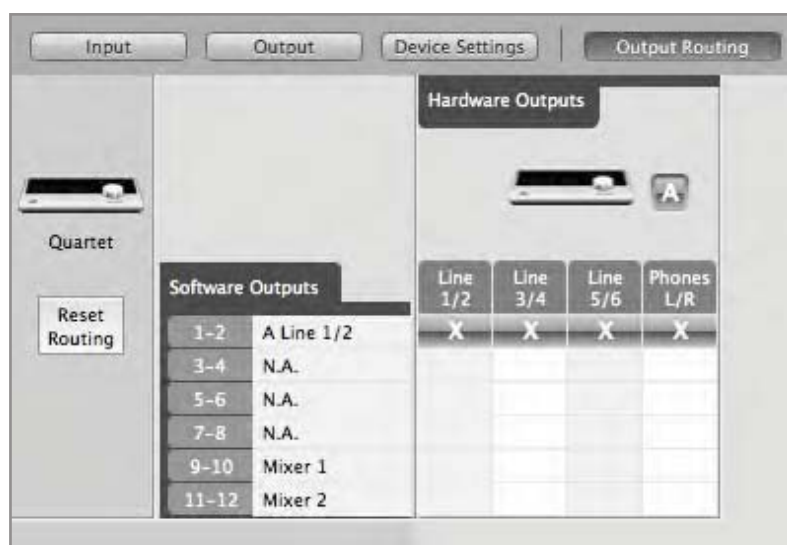 Input Output Device Settings Output Routing
Hardware Outputs
A
Quartet
Reset
Routing
Software Outputs
Line
1/2
Line
3/4
Line
5/6
Phones
L/R
1-2 A Line 1/2 X X X X
3-4 N.A.
5-6 N.A.
7-8 N.A.
9-10 Mixer 1
11-12 Mixer 2